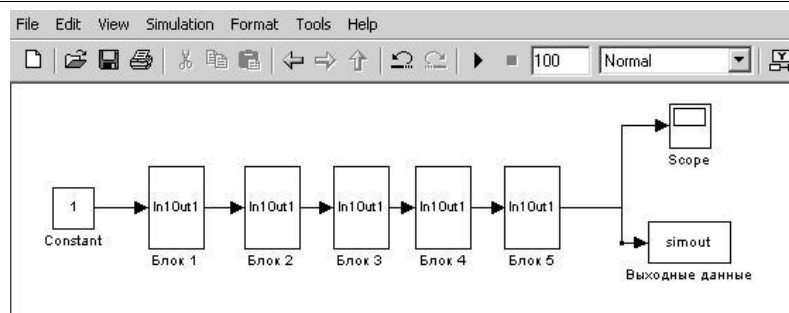 File Edit View Simulation Format Tools Help
100 Normal
Scope
1 In1Out1 In1Out1 In1Out1 In1Out1 In1Out1
Constant
simout
Блок 1 Блок 2 Блок 3 Блок 4 Блок 5
Выходные данные